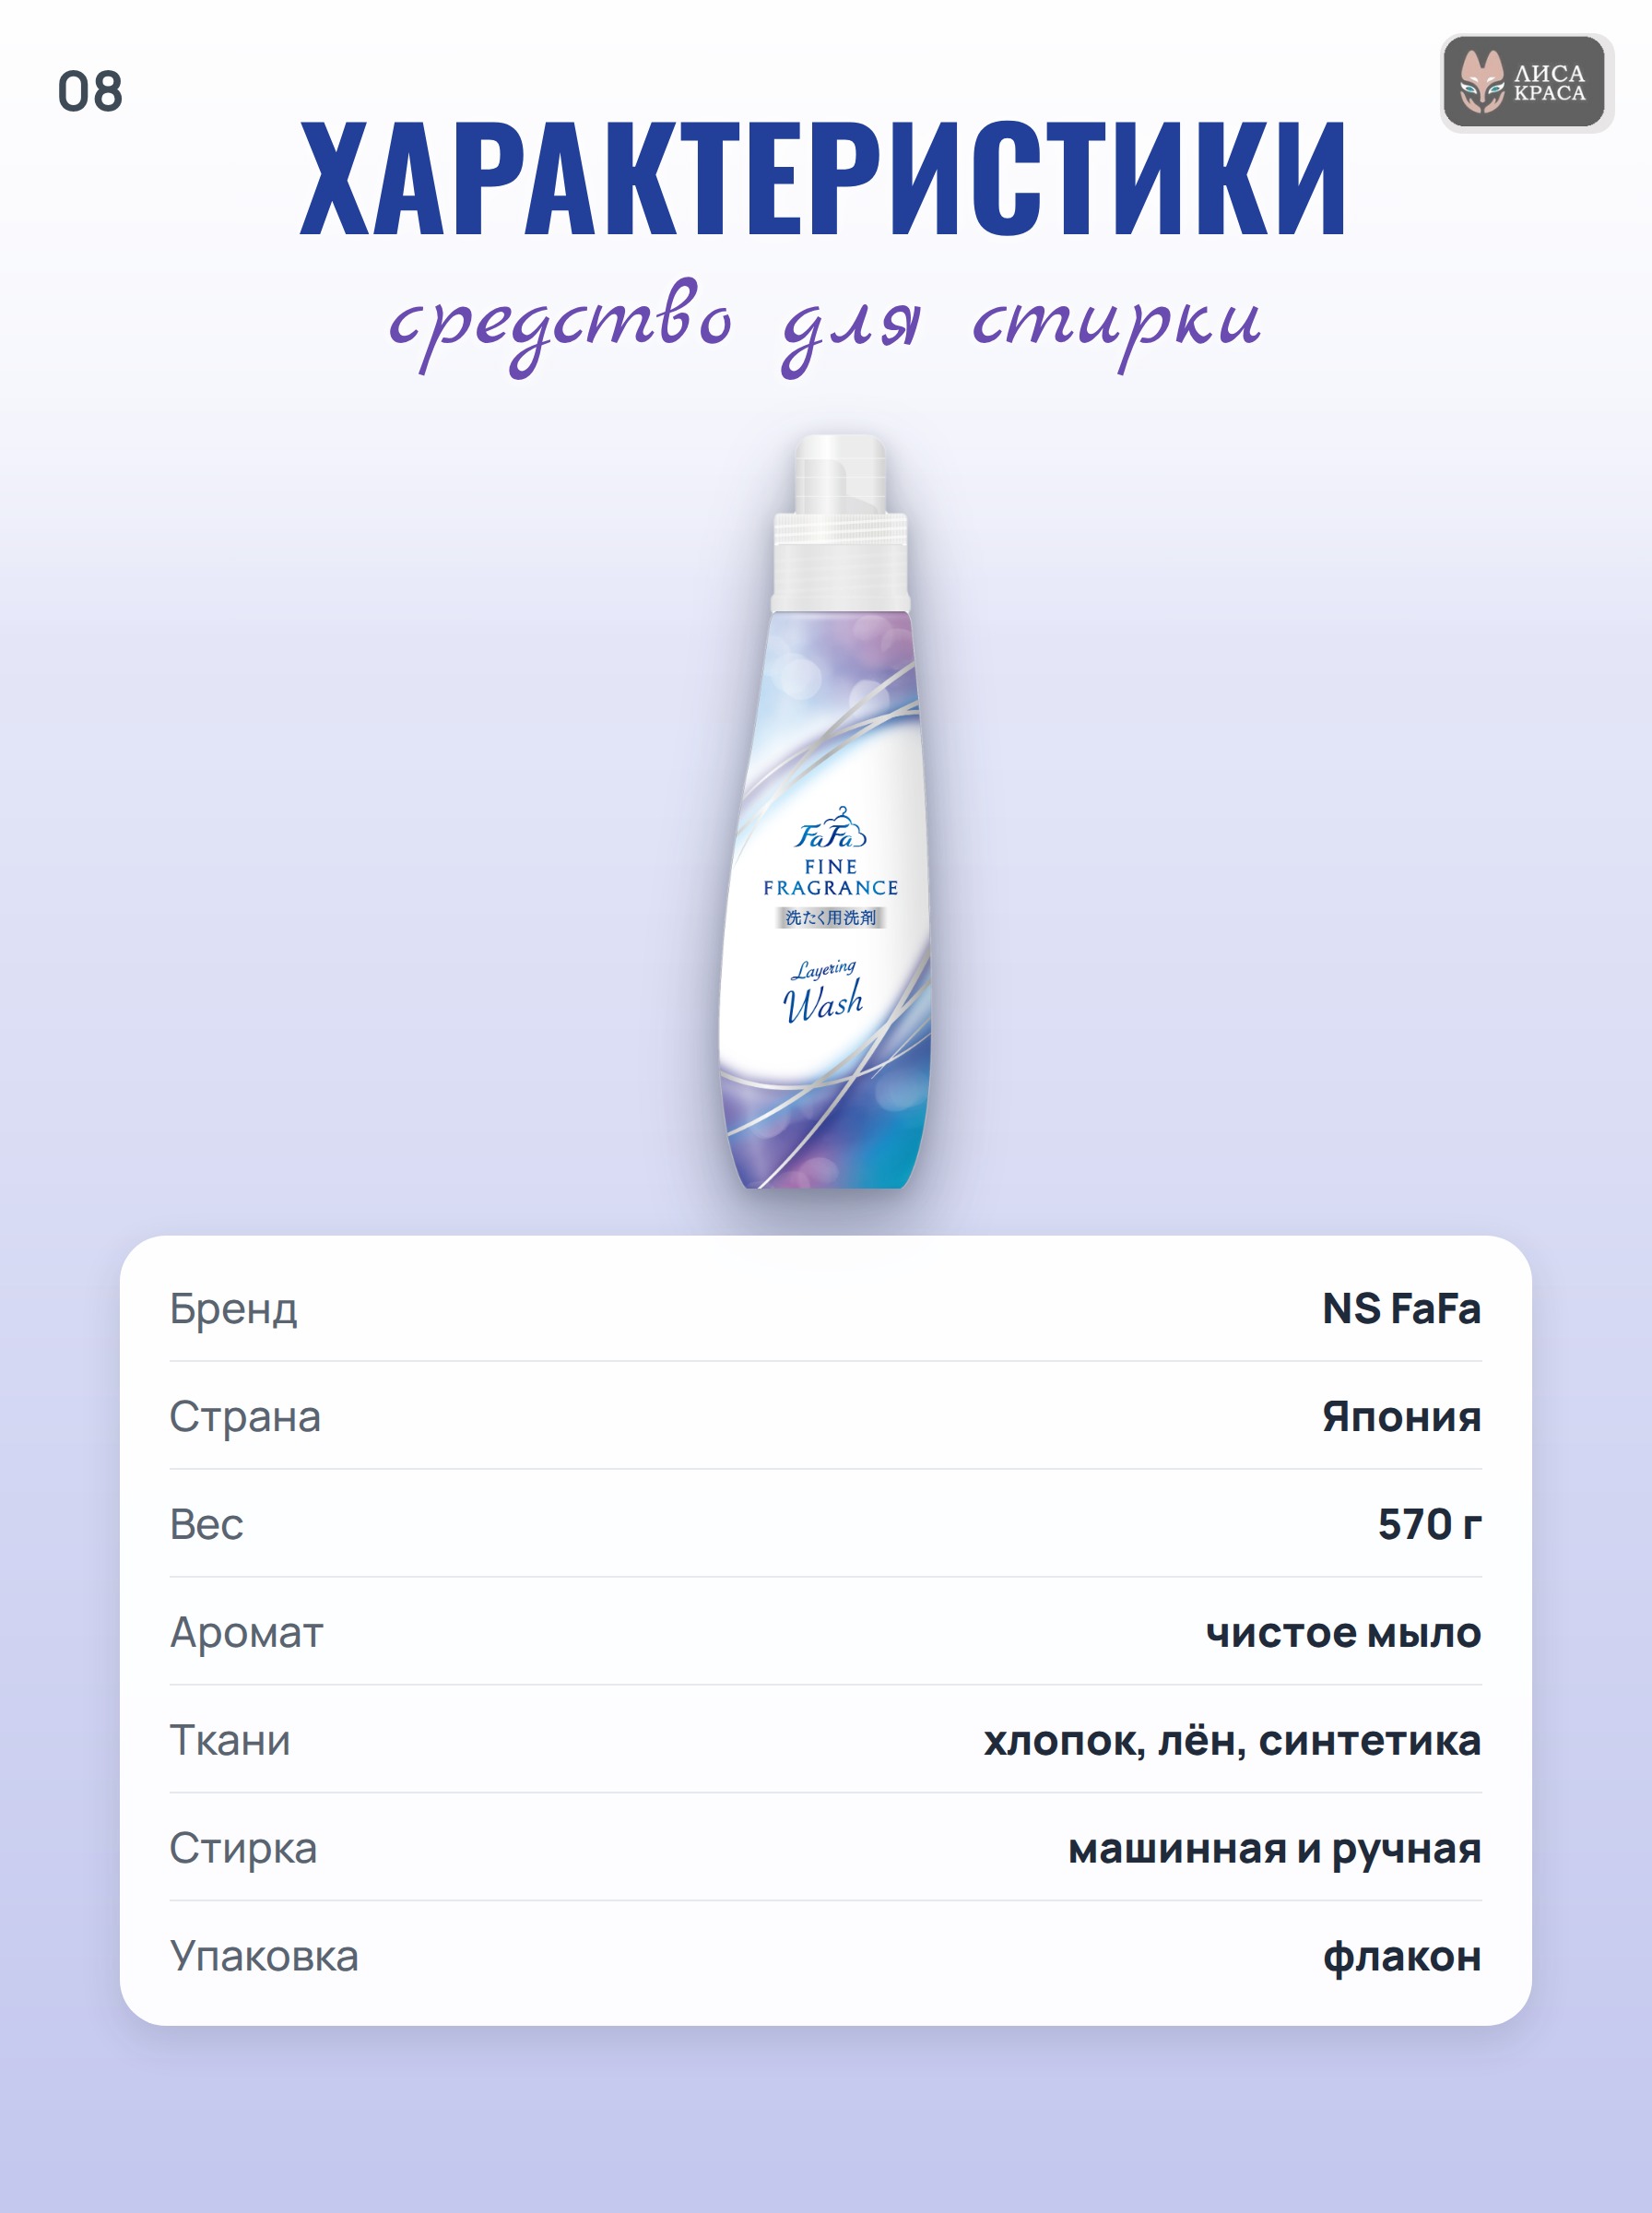 08
ЛИСА
КРАСА
ХАРАКТЕРИСТИКИ
средство для стирки
FaFa
FINE
FRAGRANCE
洗たく用洗剤
Layering
Wash
Бренд NS FaFa
Страна Япония
Вес 570 г
Аромат чистое мыло
Ткани хлопок, лён, синтетика
Стирка машинная и ручная
Упаковка флакон